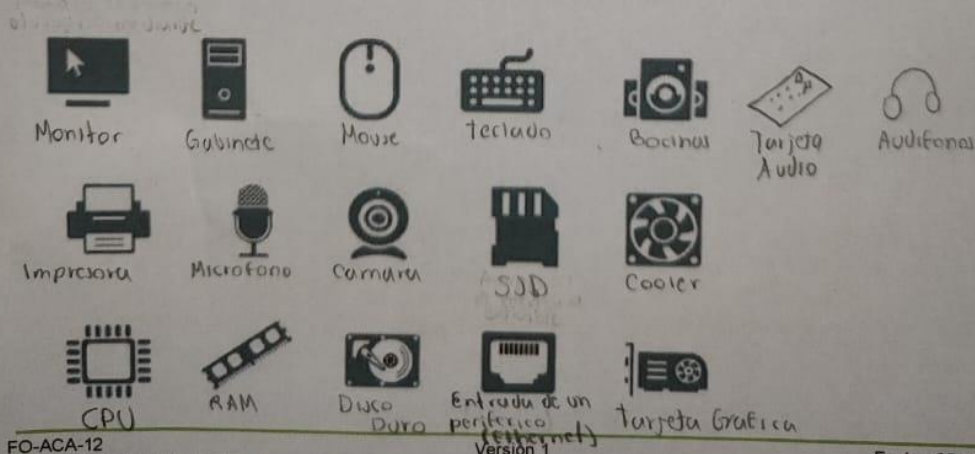 Monitor
Gabinete
Mouse
teclado
Bocinas
Tarjeta
Audio
Audifonos
Impresora
Microfono
Camara
SSD
Cooler
CPU
RAM
Disco
Duro
Entrada de un
periferico
(Ethernet)
Tarjeta Grafica
FO-ACA-12
Versión 1